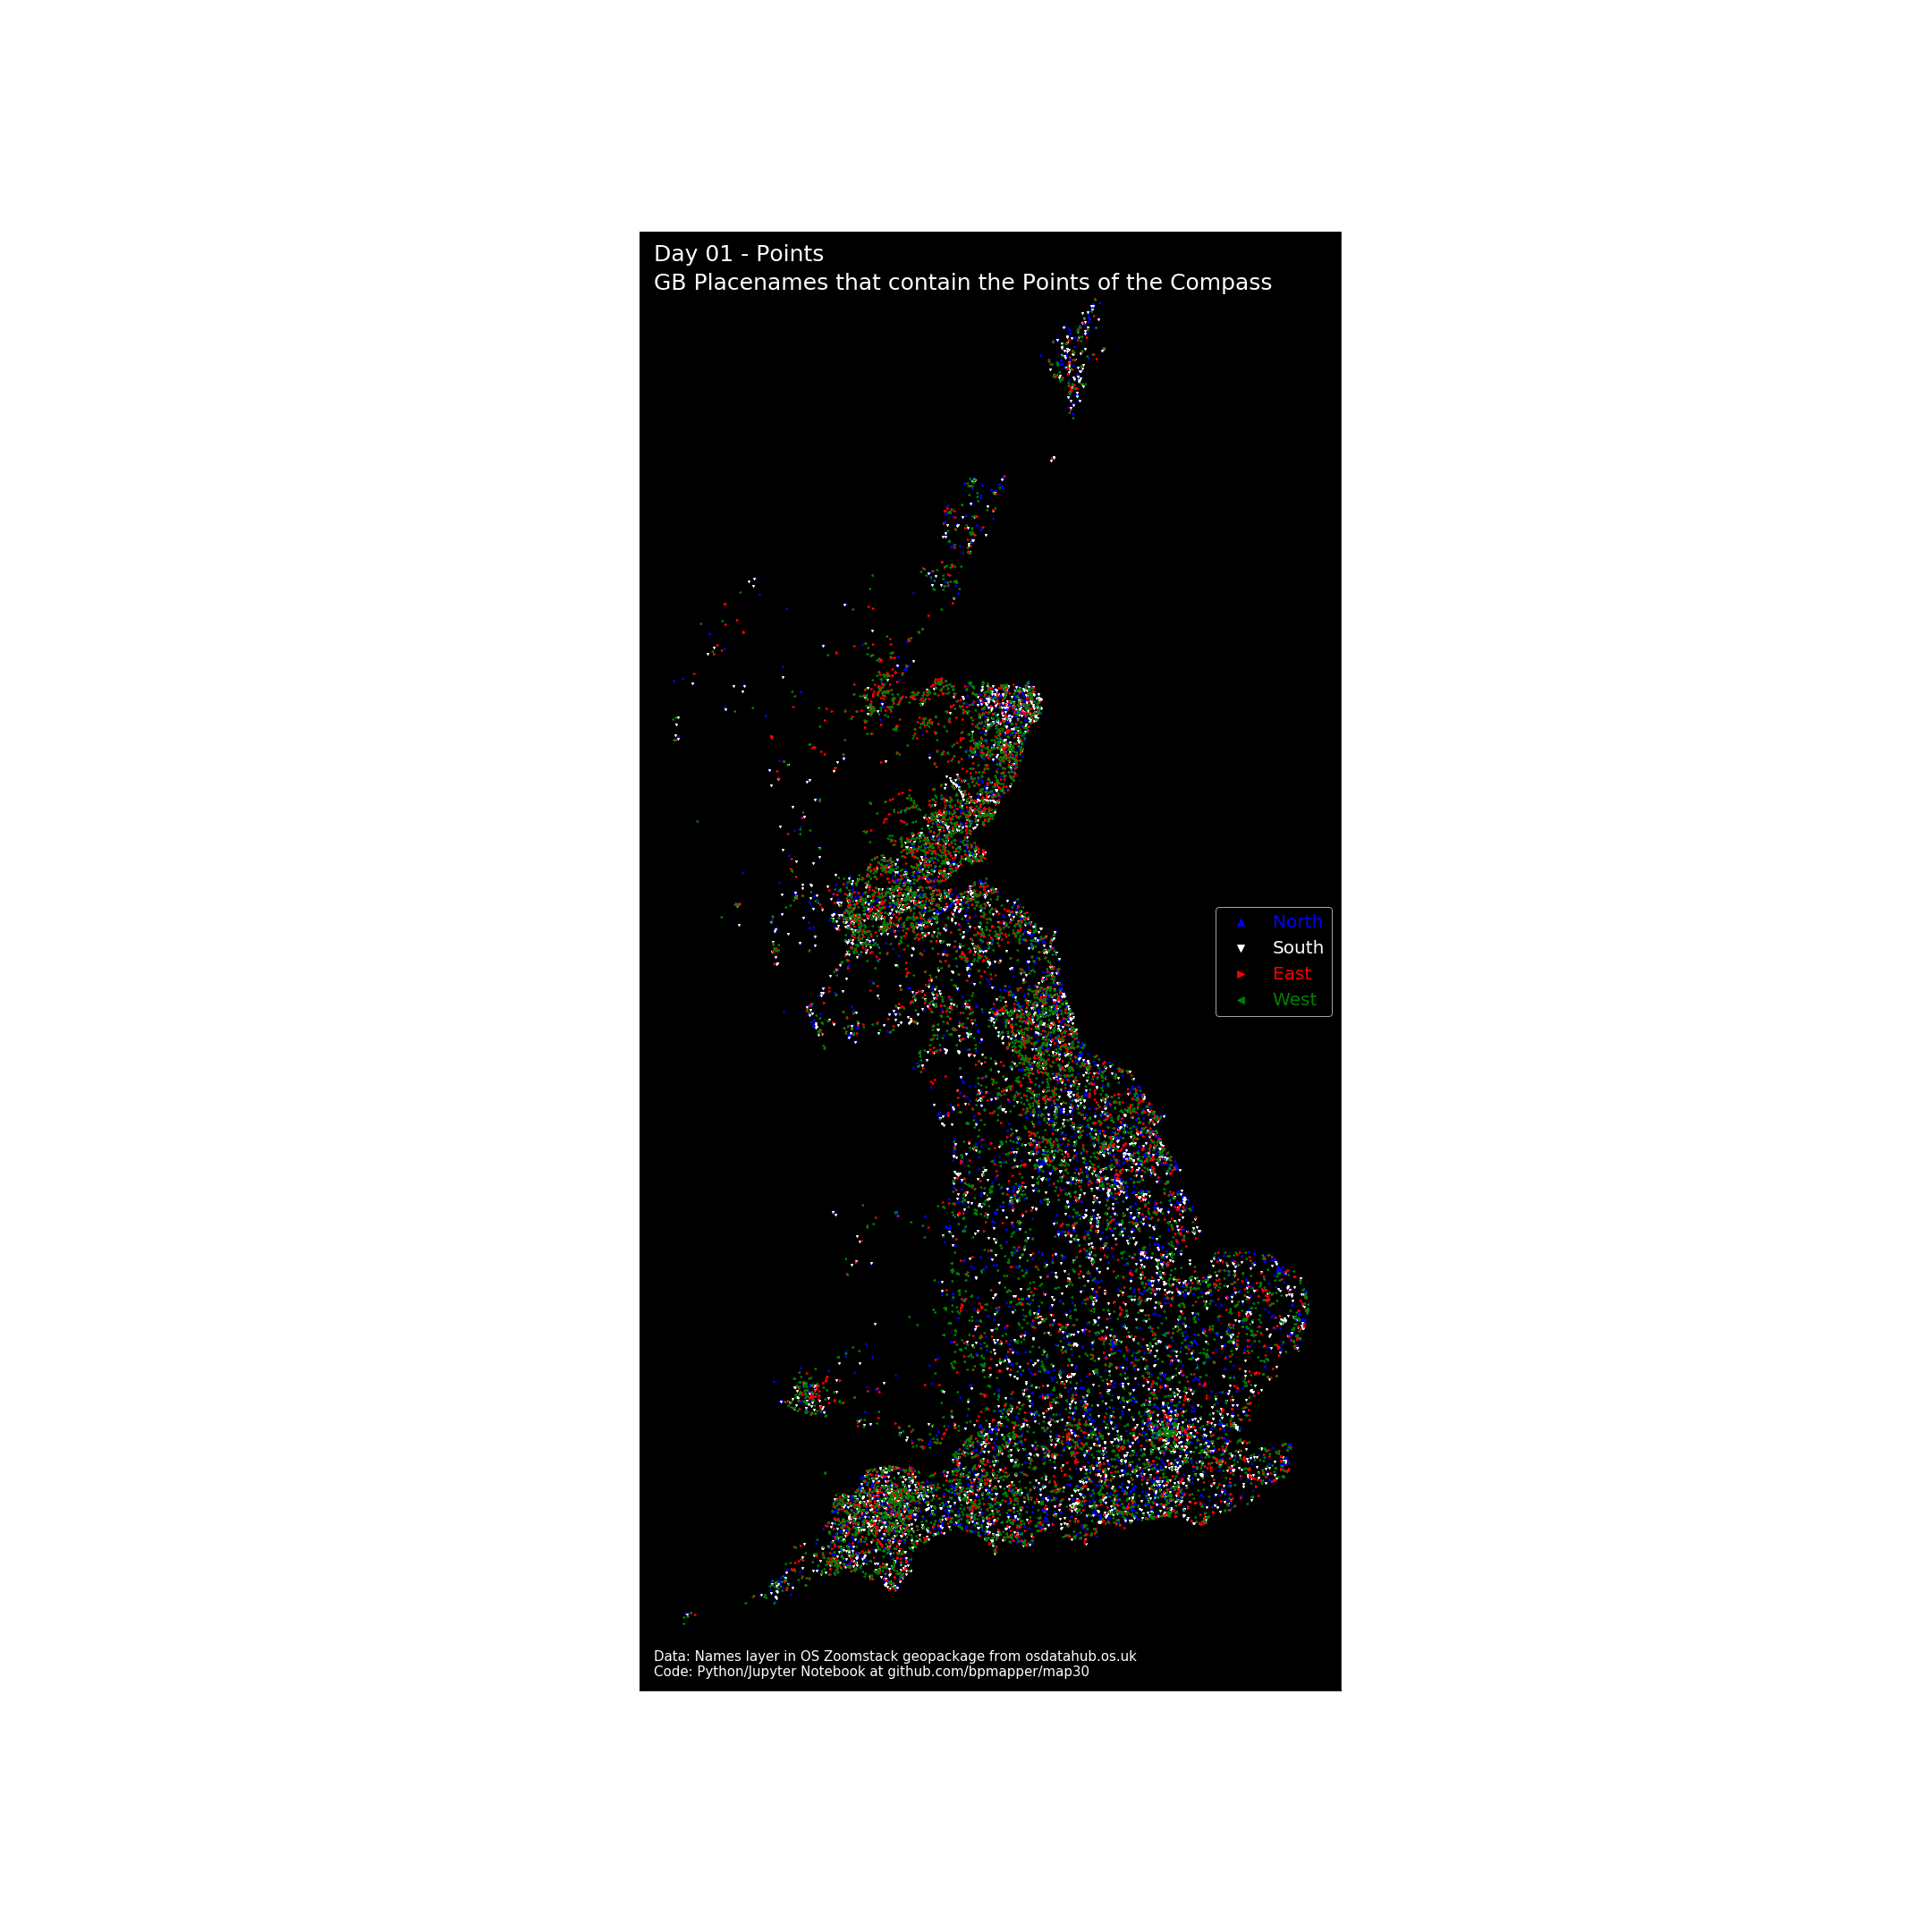 Day 01 - Points
GB Placenames that contain the Points of the Compass
North
South
East
West
Data: Names layer in OS Zoomstack geopackage from osdatahub.os.uk
Code: Python/Jupyter Notebook at github.com/bpmapper/map30